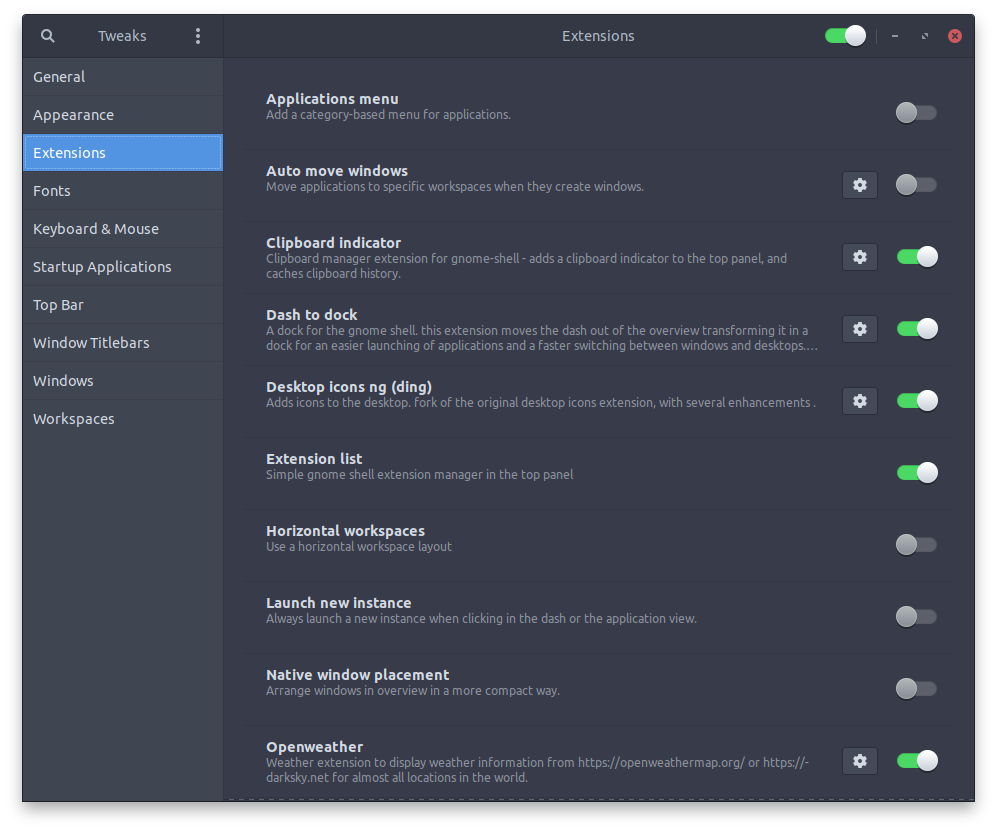 Tweaks
Extensions
General
Appearance
Extensions
Fonts
Keyboard & Mouse
Startup Applications
Top Bar
Window Titlebars
Windows
Workspaces
Applications menu
Add a category-based menu for applications.
Auto move windows
Move applications to specific workspaces when they create windows.
Clipboard indicator
Clipboard manager extension for gnome-shell - adds a clipboard indicator to the top panel, and
caches clipboard history.
Dash to dock
A dock for the gnome shell. this extension moves the dash out of the overview transforming it in a
dock for an easier launching of applications and a faster switching between windows and desktops....
Desktop icons ng (ding)
Adds icons to the desktop. fork of the original desktop icons extension, with several enhancements .
Extension list
Simple gnome shell extension manager in the top panel
Horizontal workspaces
Use a horizontal workspace layout
Launch new instance
Always launch a new instance when clicking in the dash or the application view.
Native window placement
Arrange windows in overview in a more compact way.
Openweather
Weather extension to display weather information from https://openweathermap.org/ or https://-
darksky.net for almost all locations in the world.